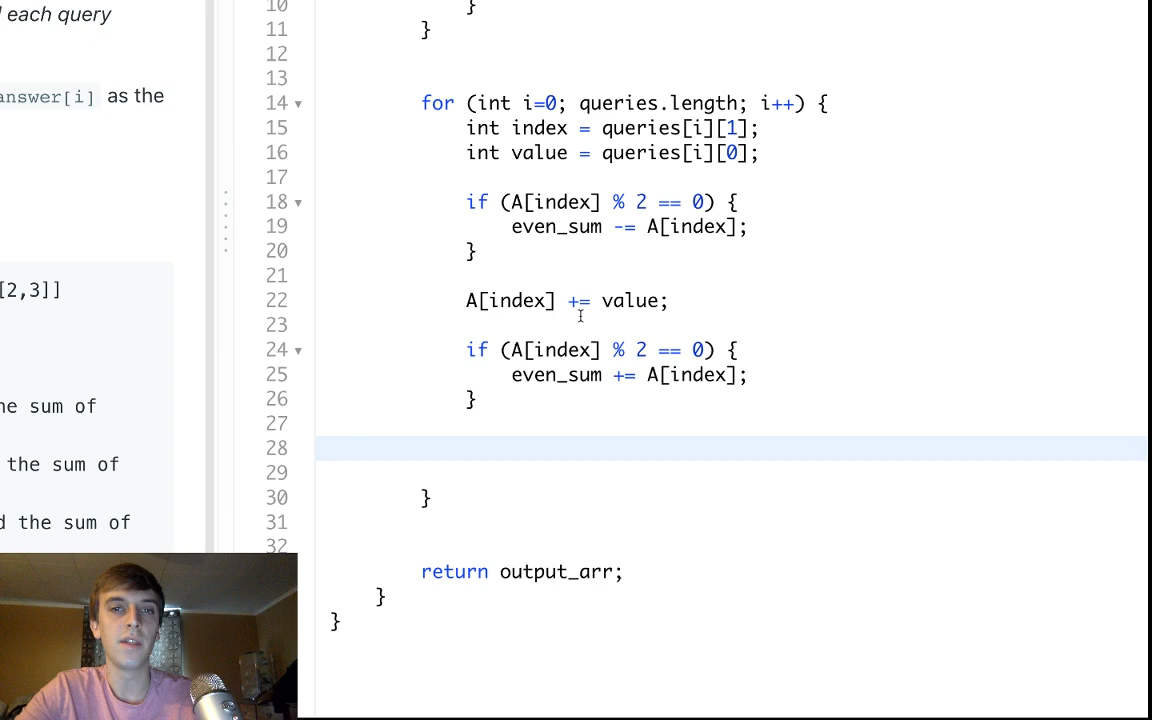 each query
answer[i] as the
[2,3]]
he sum of
the sum of
d the sum of
10 }
11 }
12
13
14 for (int i=0; queries.length; i++) {
15 int index = queries[i][1];
16 int value = queries[i][0];
17
18 if (A[index] % 2 == 0) {
19 even_sum -= A[index];
20 }
21
22 A[index] += value;
23
24 if (A[index] % 2 == 0) {
25 even_sum += A[index];
26 }
27
28
29
30 }
31
32
return output_arr;
}
}